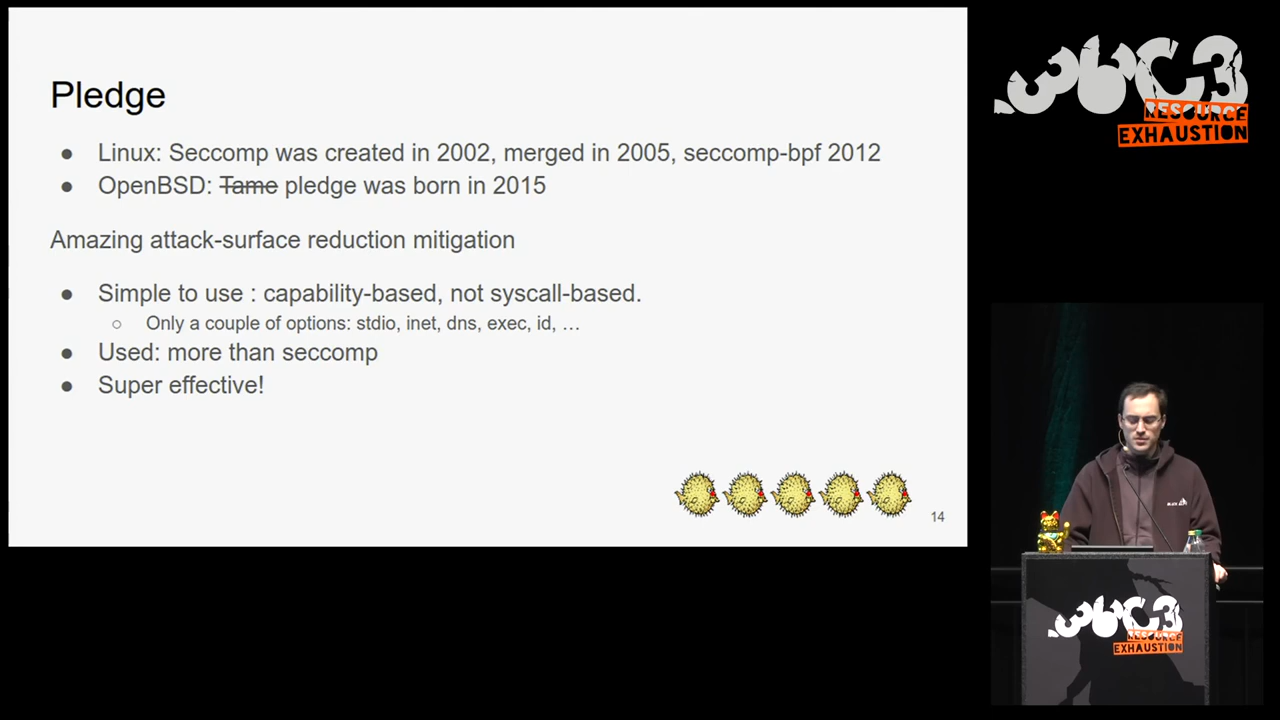 Pledge
● Linux: Seccomp was created in 2002, merged in 2005, seccomp-bpf 2012
● OpenBSD: Tame pledge was born in 2015
Amazing attack-surface reduction mitigation
● Simple to use : capability-based, not syscall-based.
○ Only a couple of options: stdio, inet, dns, exec, id, …
● Used: more than seccomp
● Super effective!
14
36C3
RESOURCE
EXHAUSTION
36C3
RESOURCE
EXHAUSTION